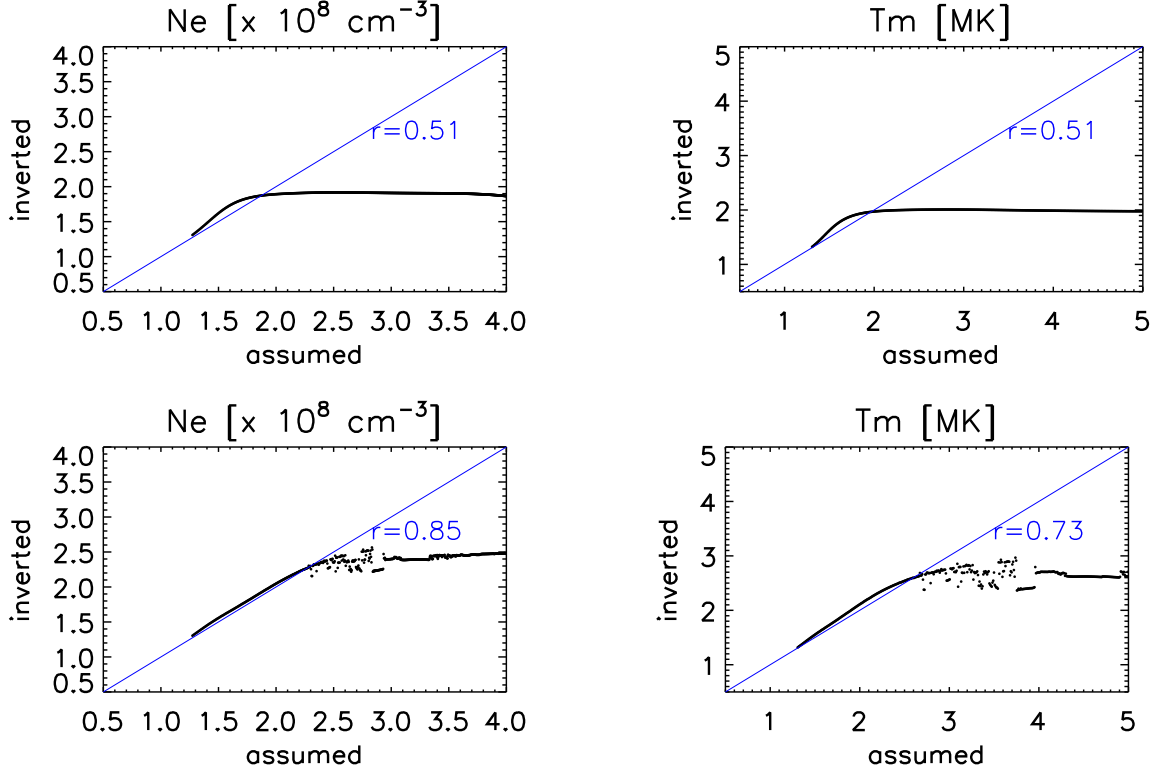 Ne [x 10⁸ cm⁻³]
4.0
3.5
3.0
2.5
2.0
1.5
1.0
0.5
inverted
r=0.51
0.5 1.0 1.5 2.0 2.5 3.0 3.5 4.0
assumed
Tm [MK]
5
4
3
2
1
inverted
r=0.51
1 2 3 4 5
assumed
Ne [x 10⁸ cm⁻³]
4.0
3.5
3.0
2.5
2.0
1.5
1.0
0.5
inverted
r=0.85
0.5 1.0 1.5 2.0 2.5 3.0 3.5 4.0
assumed
Tm [MK]
5
4
3
2
1
inverted
r=0.73
1 2 3 4 5
assumed